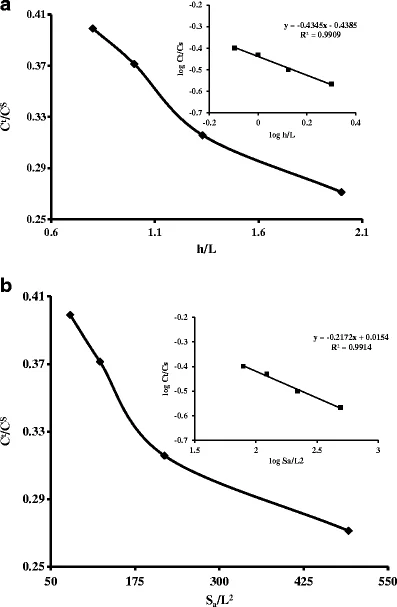 a
0.41
0.37
0.33
0.29
0.25
Cᵗ/Cˢ
0.6 1.1 1.6 2.1
h/L
-0.2
-0.3
-0.4
-0.5
-0.6
-0.7
log Ct/Cs
-0.2 0 0.2 0.4
log h/L
y = -0.4345x - 0.4385
R² = 0.9909
b
0.41
0.37
0.33
0.29
0.25
Cᵗ/Cˢ
50 175 300 425 550
Sₐ/L²
-0.2
-0.3
-0.4
-0.5
-0.6
-0.7
log Ct/Cs
1.5 2 2.5 3
log Sa/L2
y = -0.2172x + 0.0154
R² = 0.9914